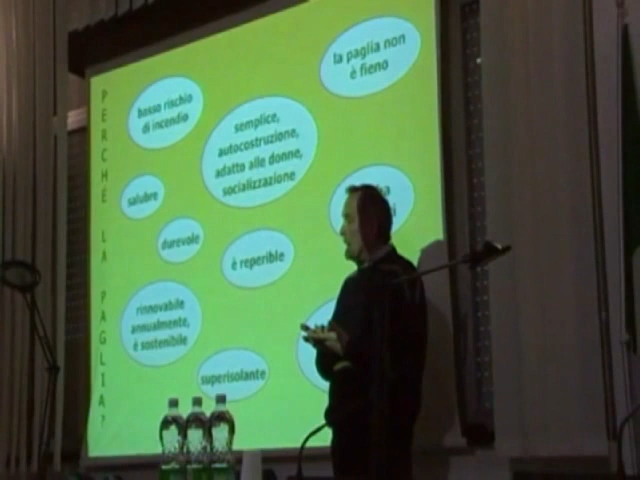 PERCHÉ LA PAGLIA?
basso rischio
di incendio
la paglia non
è fieno
semplice,
autocostruzione,
adatto alle donne,
socializzazione
salubre
durevole
è reperibile
rinnovabile
annualmente,
è sostenibile
superisolante